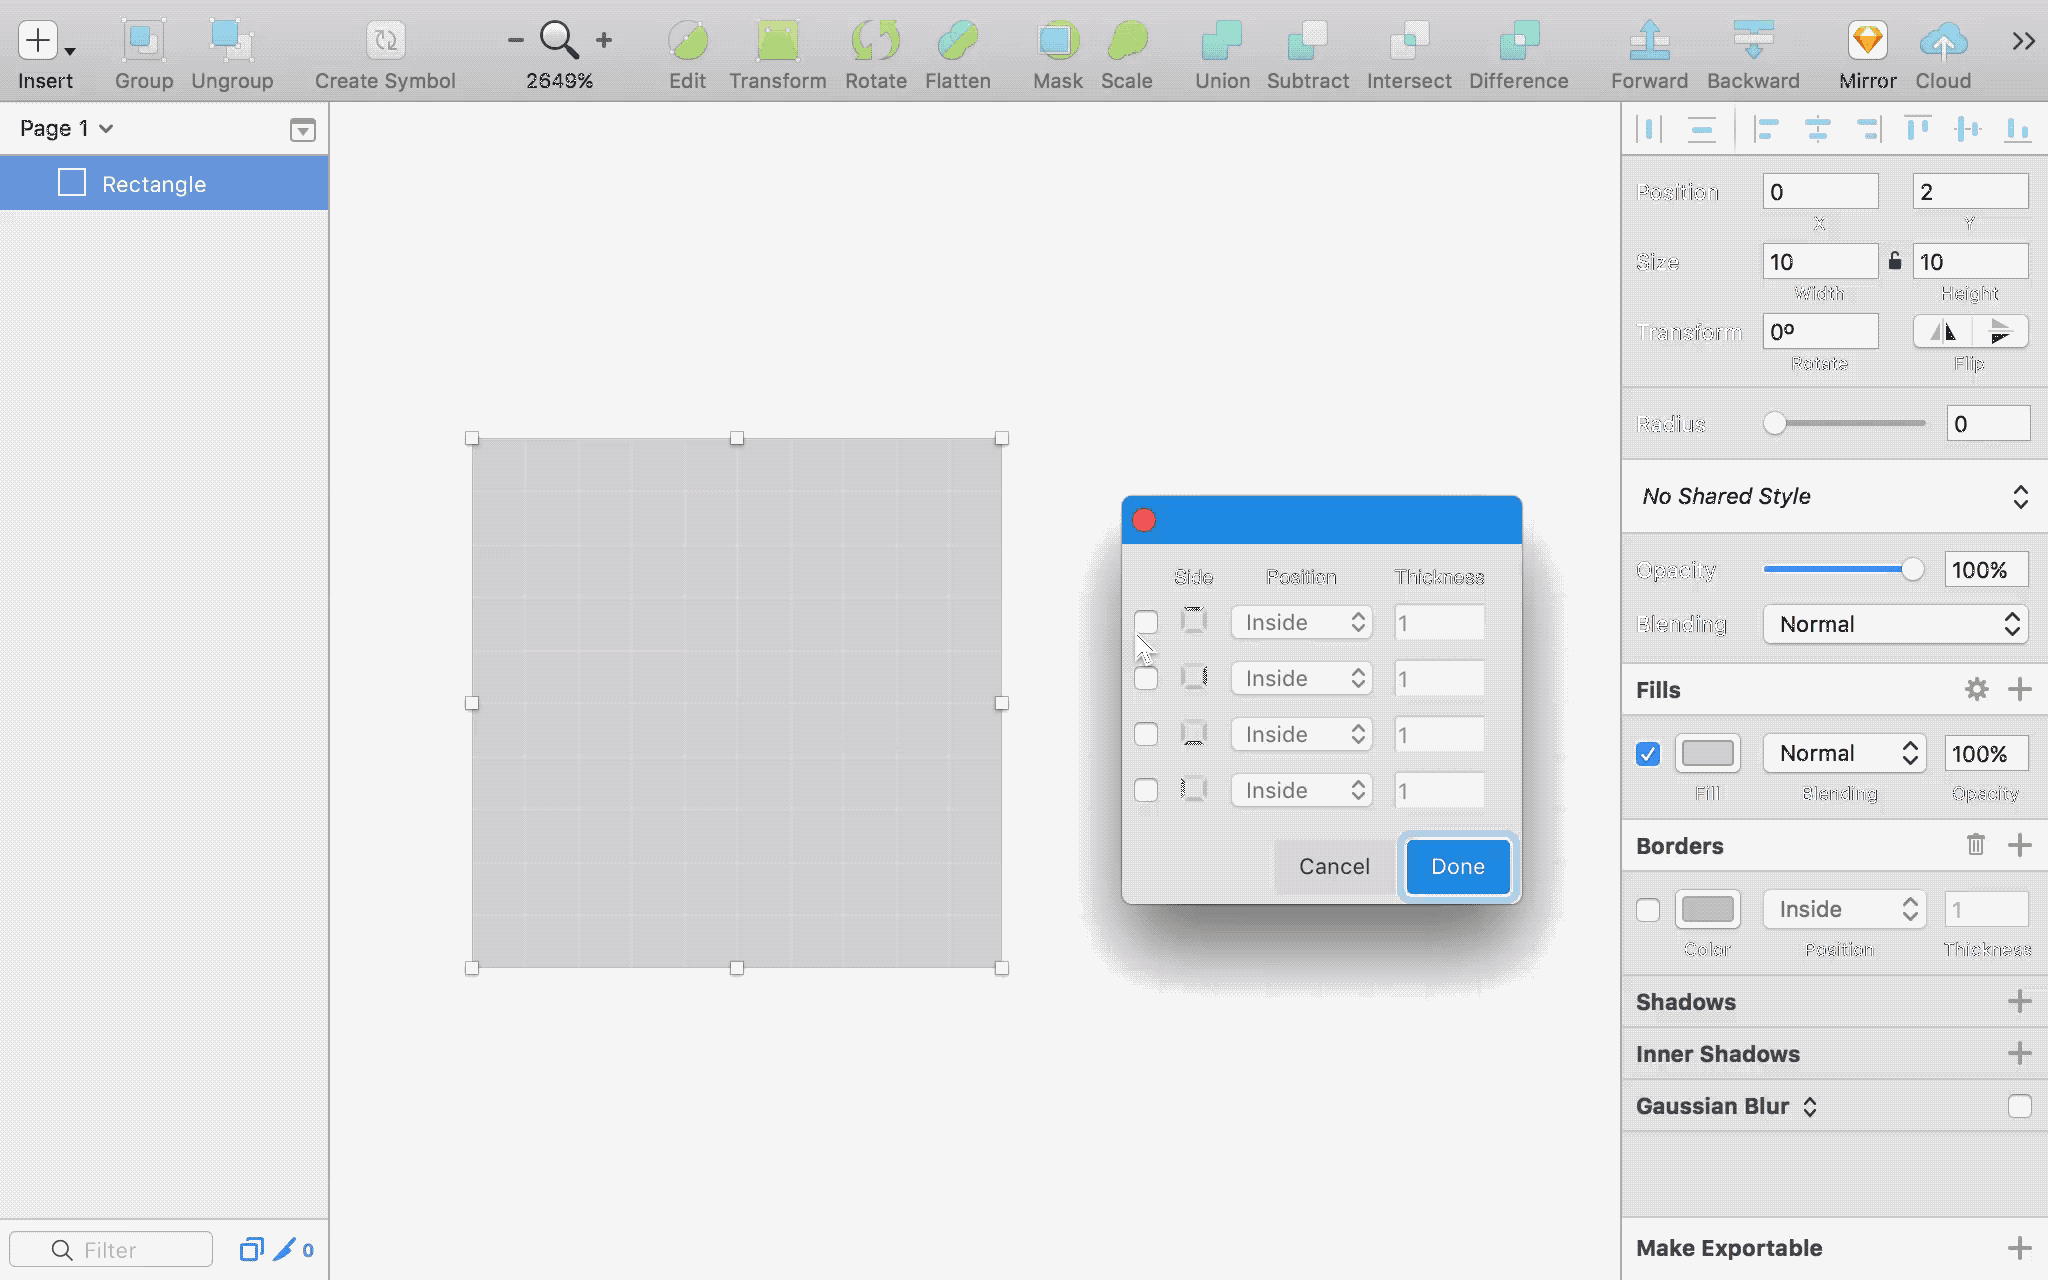 Insert Group Ungroup Create Symbol 2649% Edit Transform Rotate Flatten Mask Scale Union Subtract Intersect Difference Forward Backward Mirror Cloud
Page 1
Rectangle
Position 0 2
X Y
Size 10 10
Width Height
Transform 0º
Rotate Flip
Radius 0
No Shared Style
Opacity 100%
Blending Normal
Fills
Normal 100%
Fill Blending Opacity
Borders
Inside 1
Color Position Thickness
Shadows
Inner Shadows
Gaussian Blur
Make Exportable
Side Position Thickness
Inside 1
Inside 1
Inside 1
Inside 1
Cancel Done
Filter 0